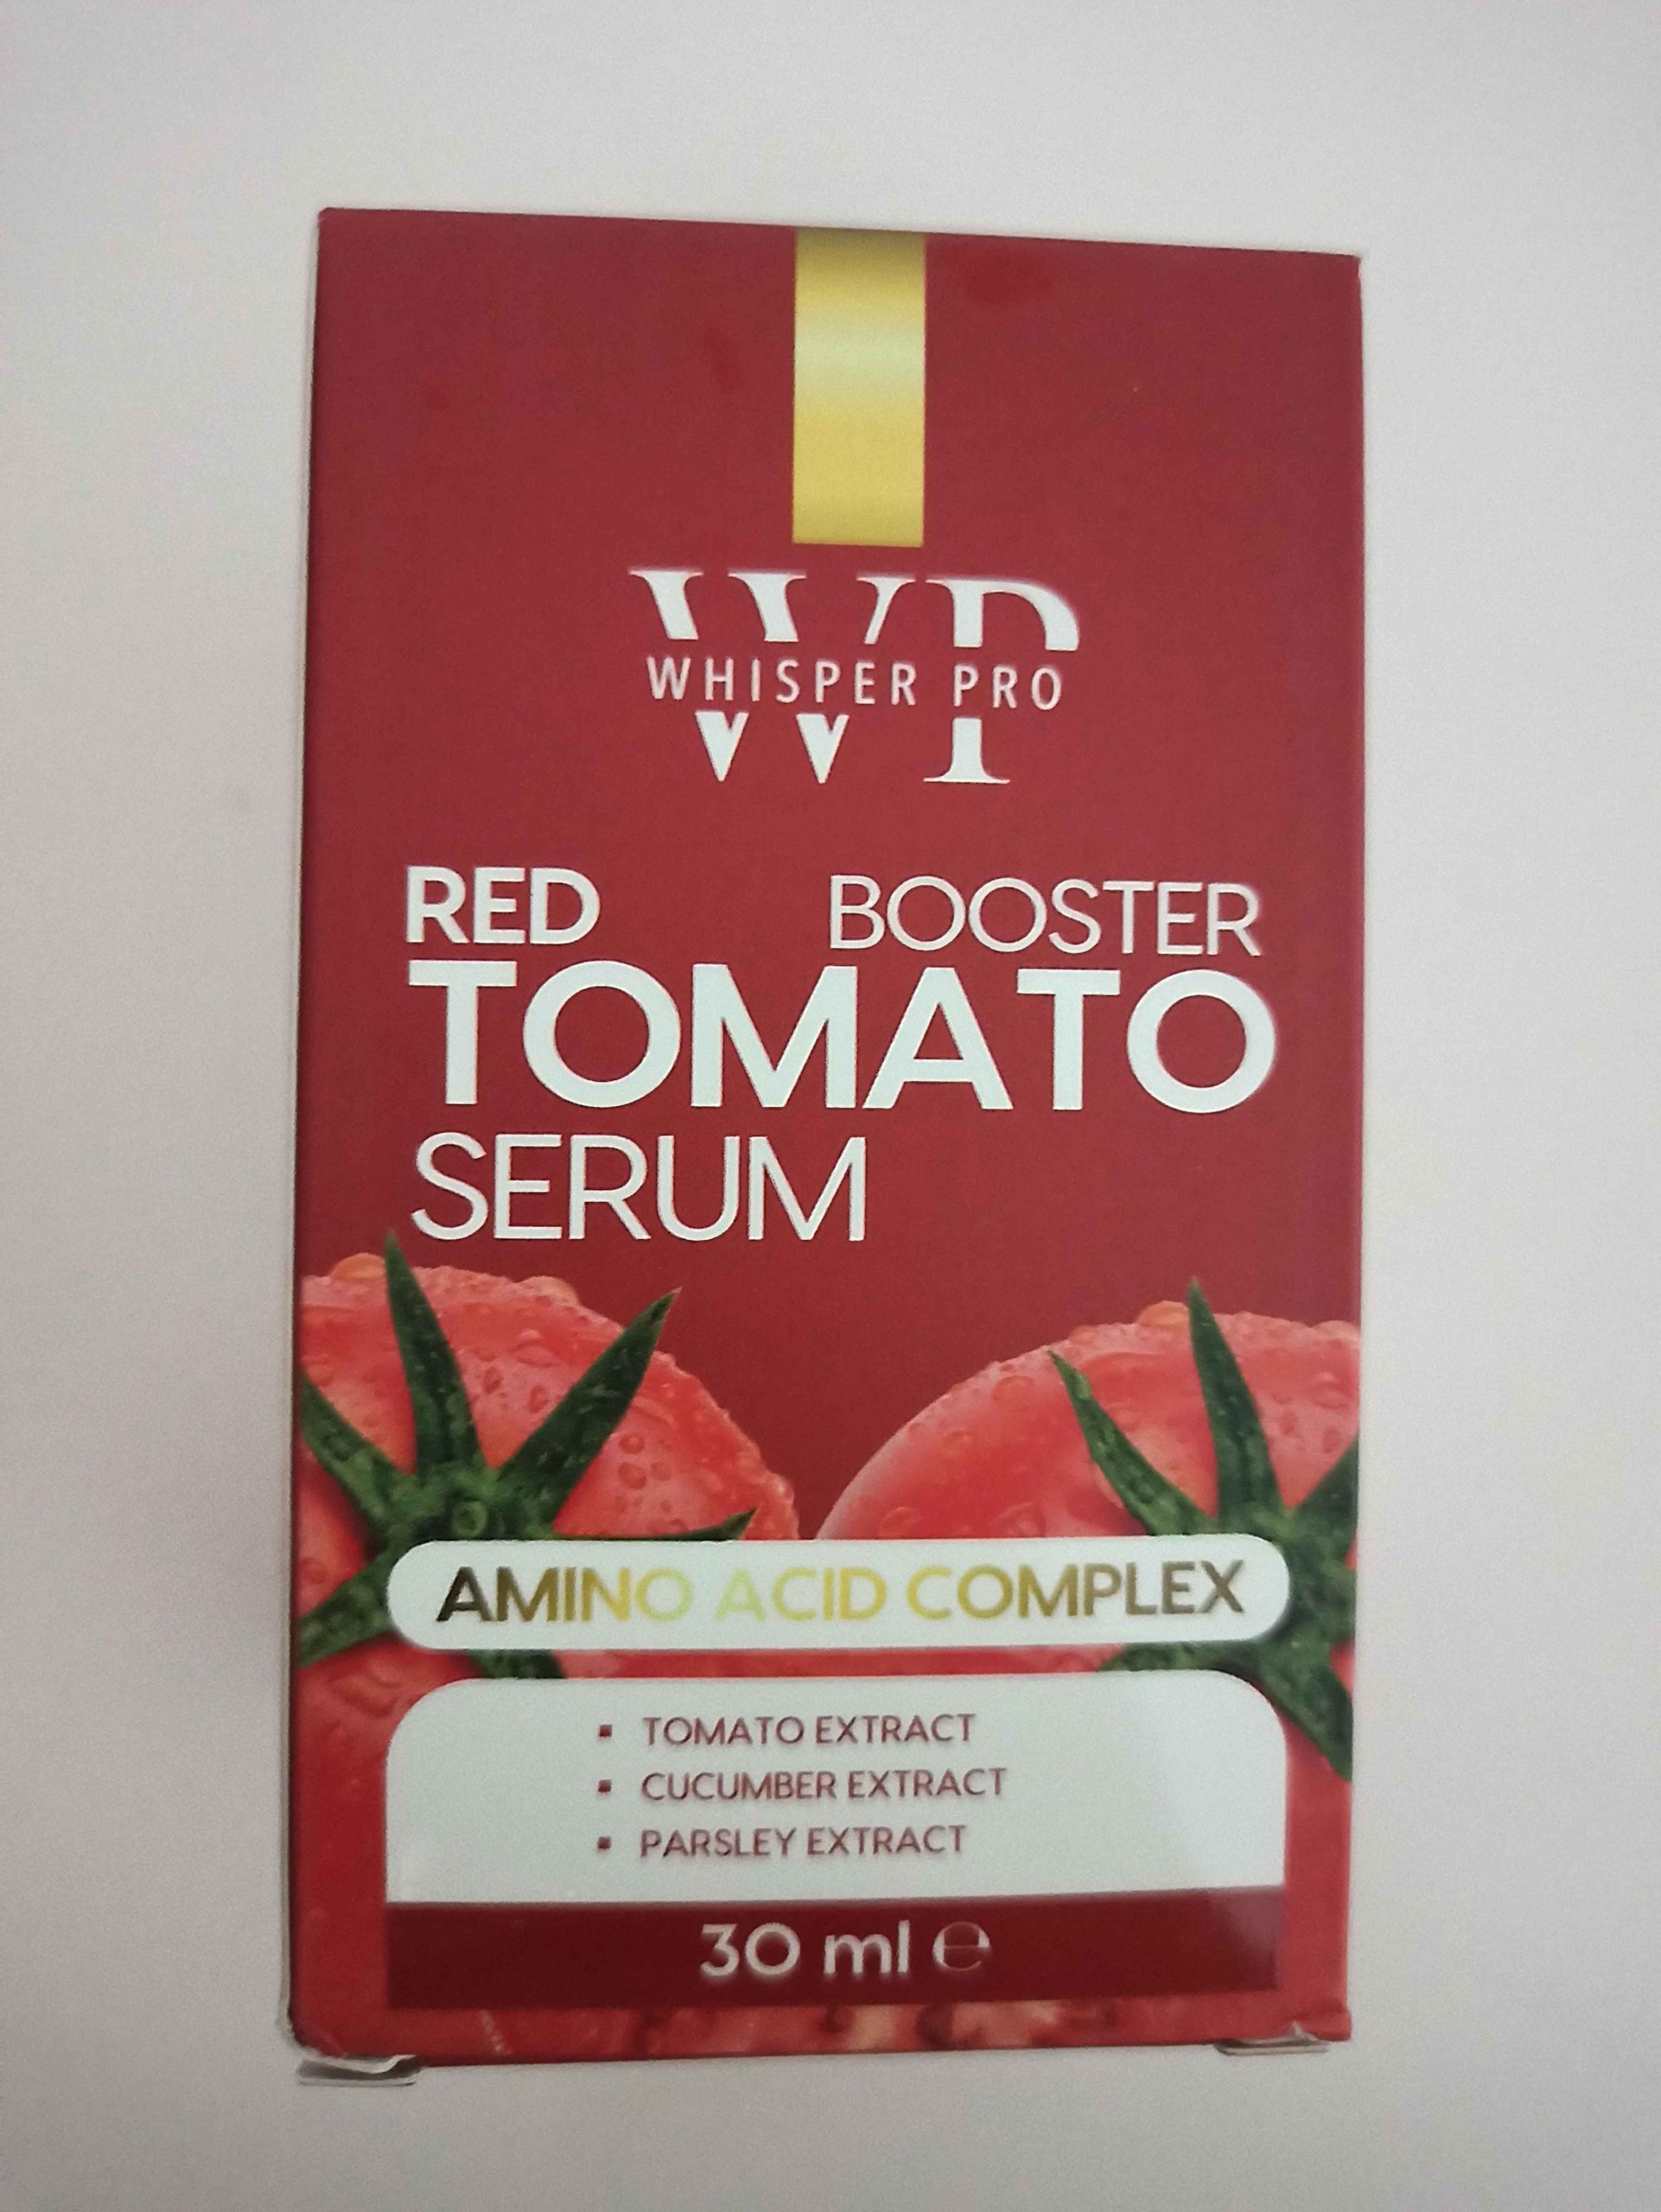 WP
WHISPER PRO
RED BOOSTER
TOMATO
SERUM
AMINO ACID COMPLEX
▪ TOMATO EXTRACT
▪ CUCUMBER EXTRACT
▪ PARSLEY EXTRACT
30 ml ℮